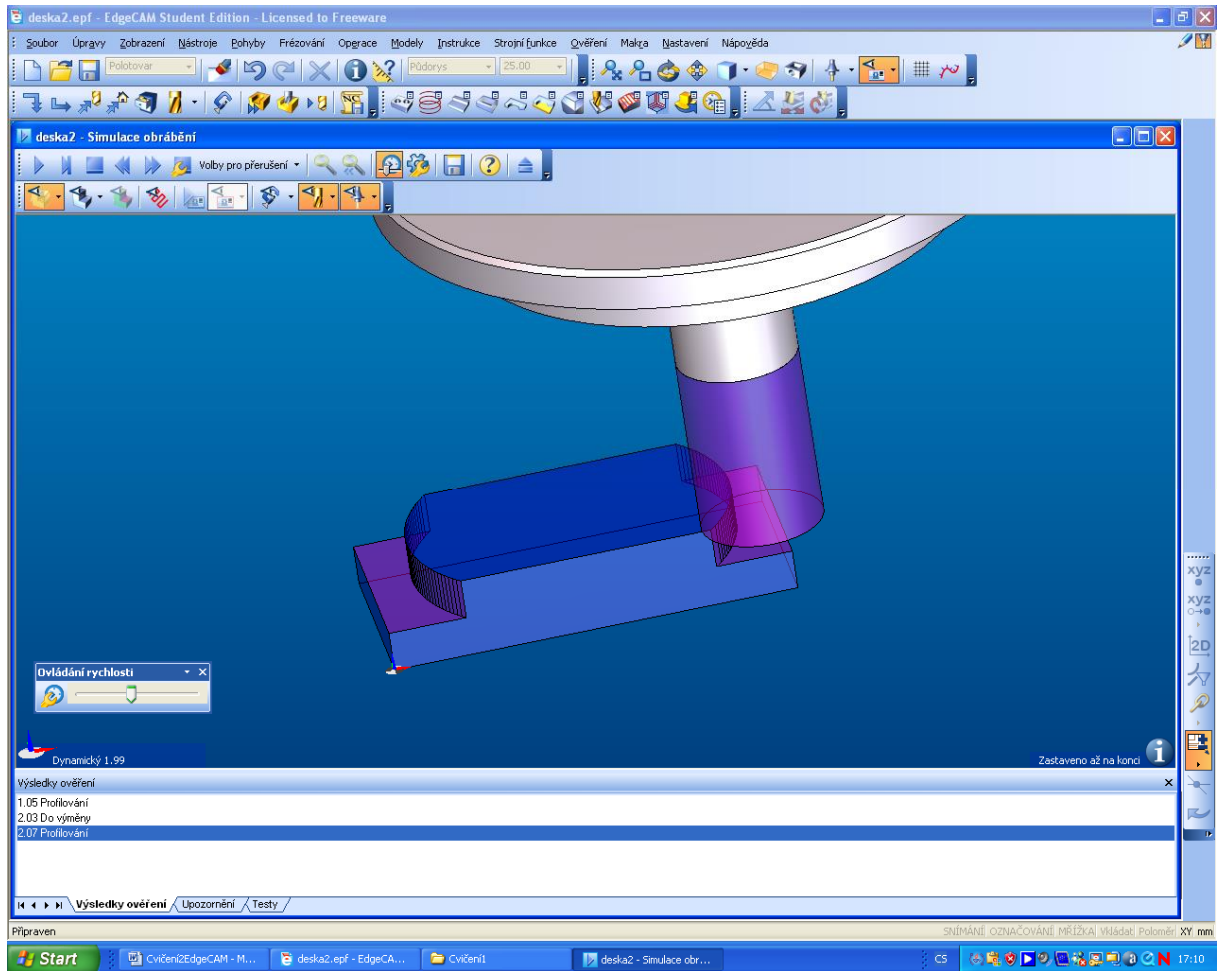 deska2.epf - EdgeCAM Student Edition - Licensed to Freeware
Soubor Úpravy Zobrazení Nástroje Pohyby Frézování Operace Modely Instrukce Strojní funkce Ověření Makra Nastavení Nápověda
Polotovar Půdorys 25.00
deska2 - Simulace obrábění
Volby pro přerušení
Ovládání rychlosti
Dynamický 1.99
Zastaveno až na konci
xyz
xyz
2D
Výsledky ověření
1.05 Profilování
2.03 Do výměny
2.07 Profilování
Výsledky ověření Upozornění Testy
Připraven
SNÍMÁNÍ OZNAČOVÁNÍ MŘÍŽKA Vkládat Poloměr XY mm
Start Cvičení2EdgeCAM - M... deska2.epf - EdgeCA... Cvičení1 deska2 - Simulace obr... CS 17:10